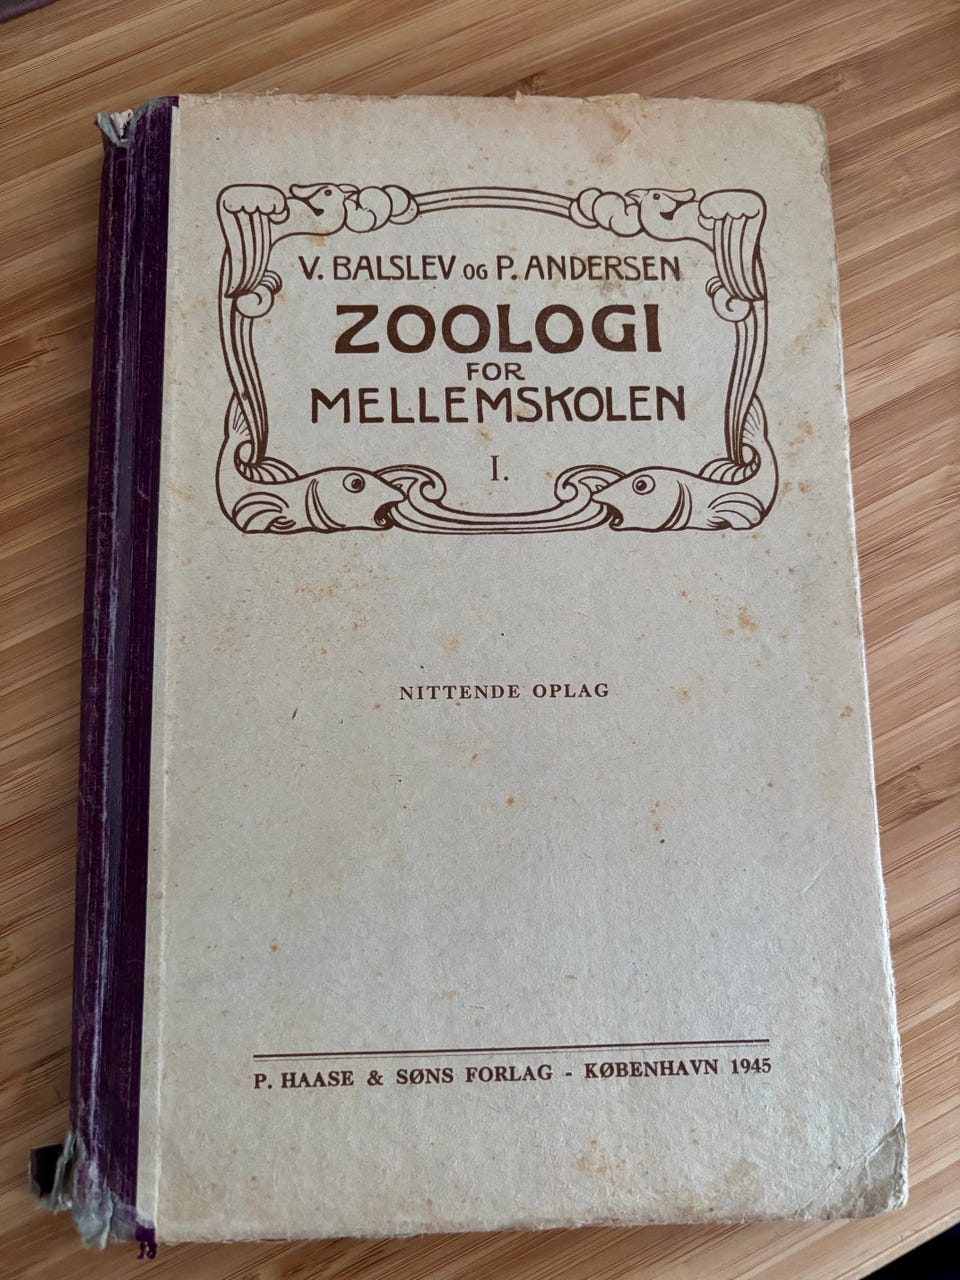 V. BALSLEV OG P. ANDERSEN
ZOOLOGI
FOR
MELLEMSKOLEN
I.
NITTENDE OPLAG
P. HAASE & SØNS FORLAG - KØBENHAVN 1945